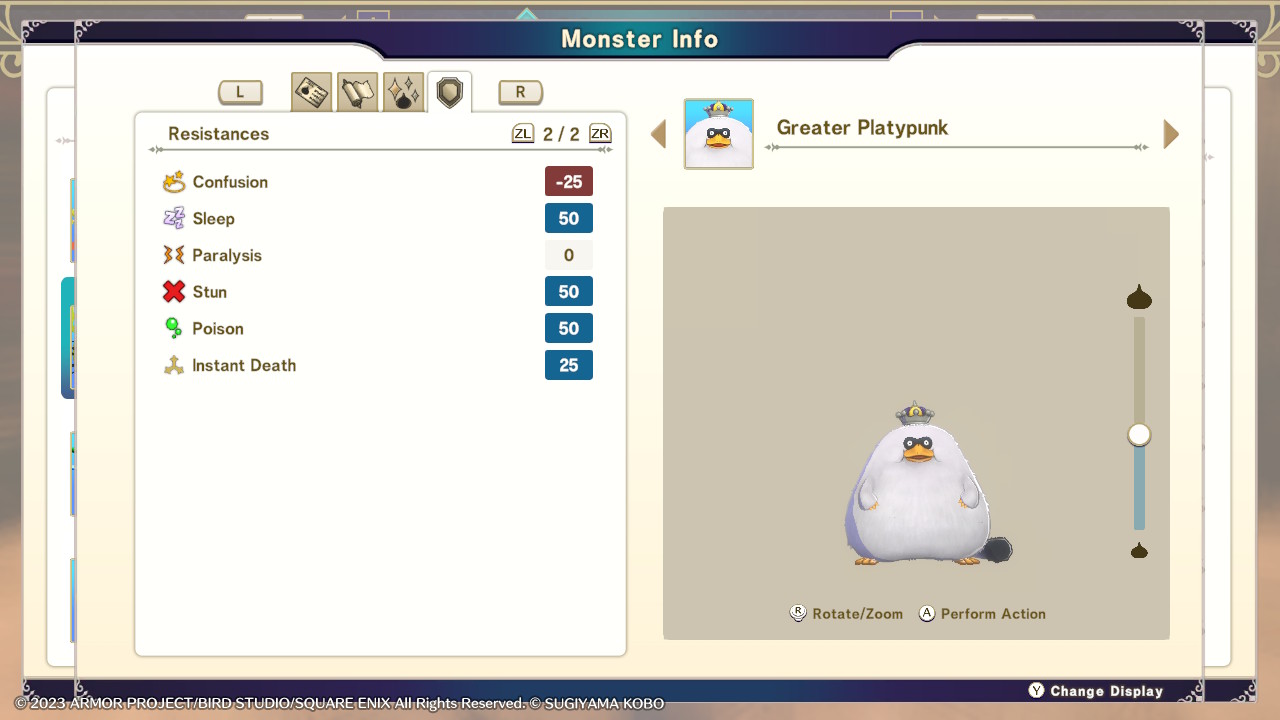 Monster Info
L
R
Resistances
ZL 2 / 2 ZR
Confusion -25
Sleep 50
Paralysis 0
Stun 50
Poison 50
Instant Death 25
Greater Platypunk
R Rotate/Zoom A Perform Action
Y Change Display
© 2023 ARMOR PROJECT/BIRD STUDIO/SQUARE ENIX All Rights Reserved. © SUGIYAMA KOBO